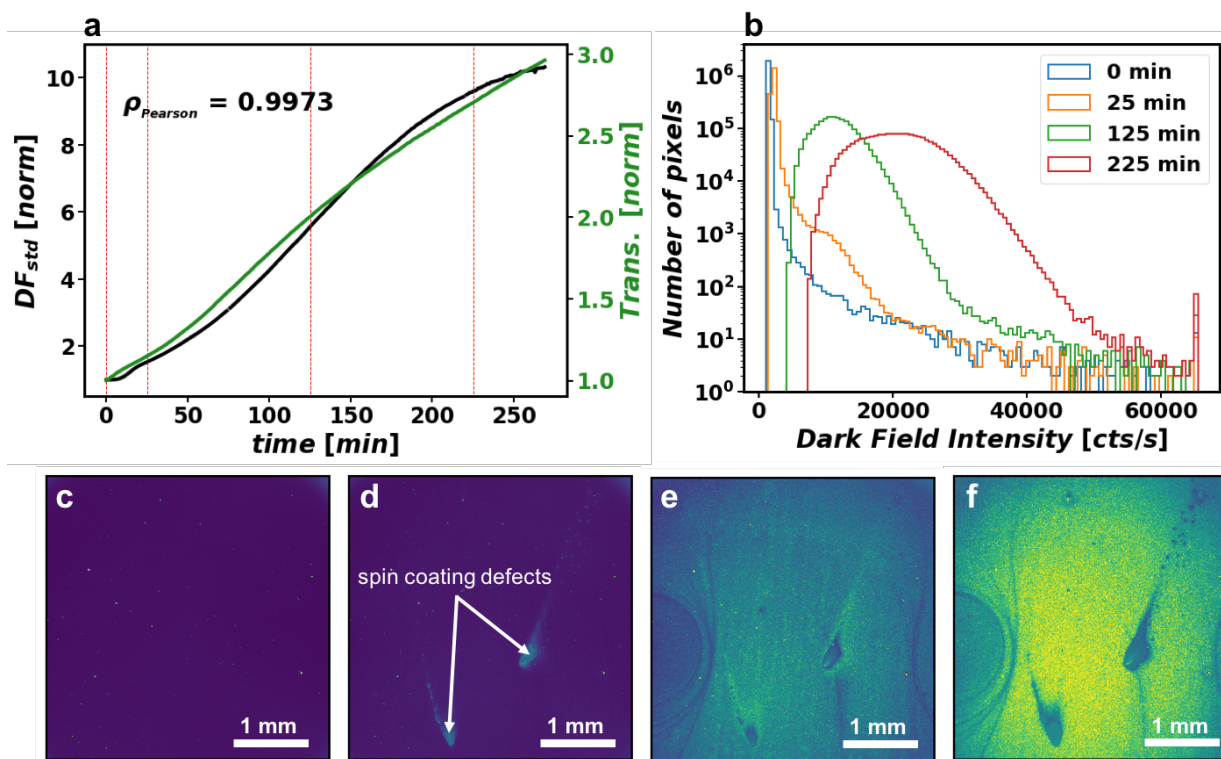 a
10
8
6
4
2
DF_std [norm]
ρ_Pearson = 0.9973
3.0
2.5
2.0
1.5
1.0
Trans. [norm]
0 50 100 150 200 250
time [min]
b
10^6
10^5
10^4
10^3
10^2
10^1
10^0
Number of pixels
0 min
25 min
125 min
225 min
0 20000 40000 60000
Dark Field Intensity [cts/s]
c
1 mm
d
spin coating defects
1 mm
e
1 mm
f
1 mm